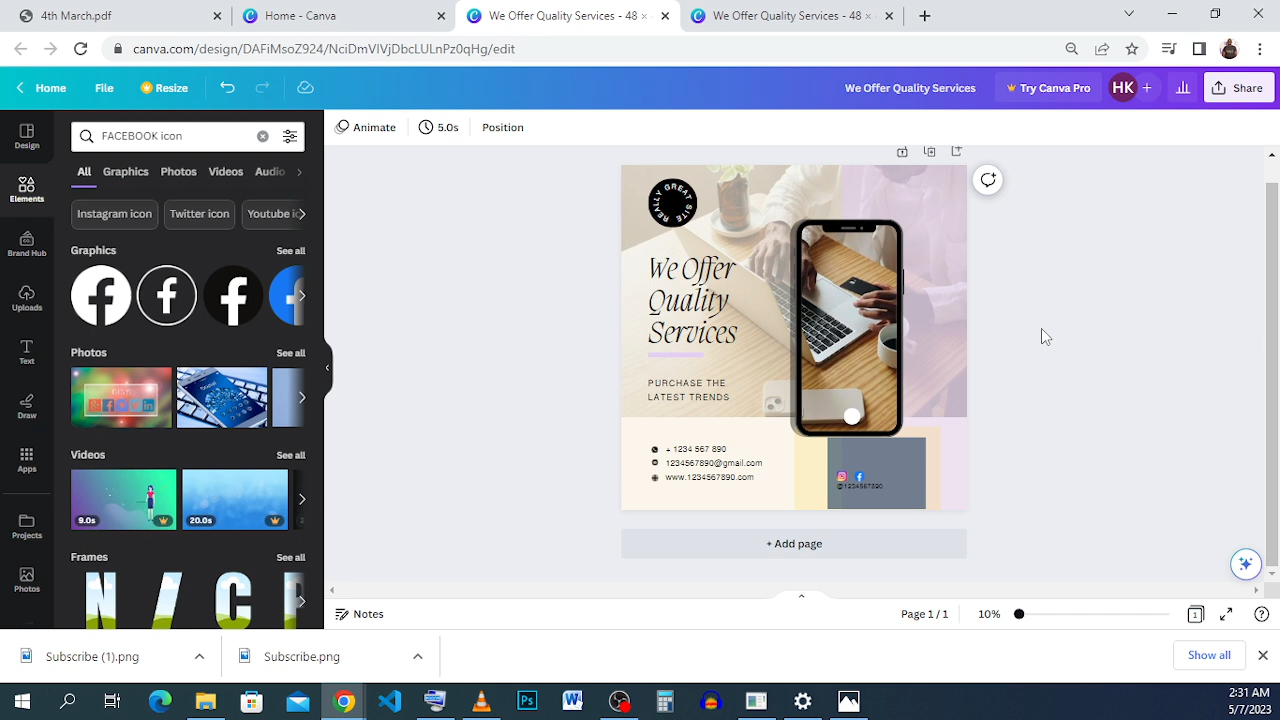 4th March.pdf
Home - Canva
We Offer Quality Services - 48 ×
We Offer Quality Services - 48 ×
canva.com/design/DAFiMsoZ924/NciDmVlVjDbcLULnPz0qHg/edit
Home
File
Resize
We Offer Quality Services
Try Canva Pro
HK
+
Share
Design
Elements
Brand Hub
Uploads
Text
Draw
Apps
Projects
Photos
FACEBOOK icon
All
Graphics
Photos
Videos
Audio
Instagram icon
Twitter icon
Youtube ic
Graphics
See all
Photos
See all
Videos
See all
9.0s
20.0s
Frames
See all
N / C P
Animate
5.0s
Position
REALLY GREAT SITE
We Offer
Quality
Services
PURCHASE THE
LATEST TRENDS
+ 1234 567 890
1234567890@gmail.com
www.1234567890.com
@1234567890
+ Add page
Notes
Page 1 / 1
10%
1
Subscribe (1).png
Subscribe.png
Show all
2:31 AM
5/7/2023